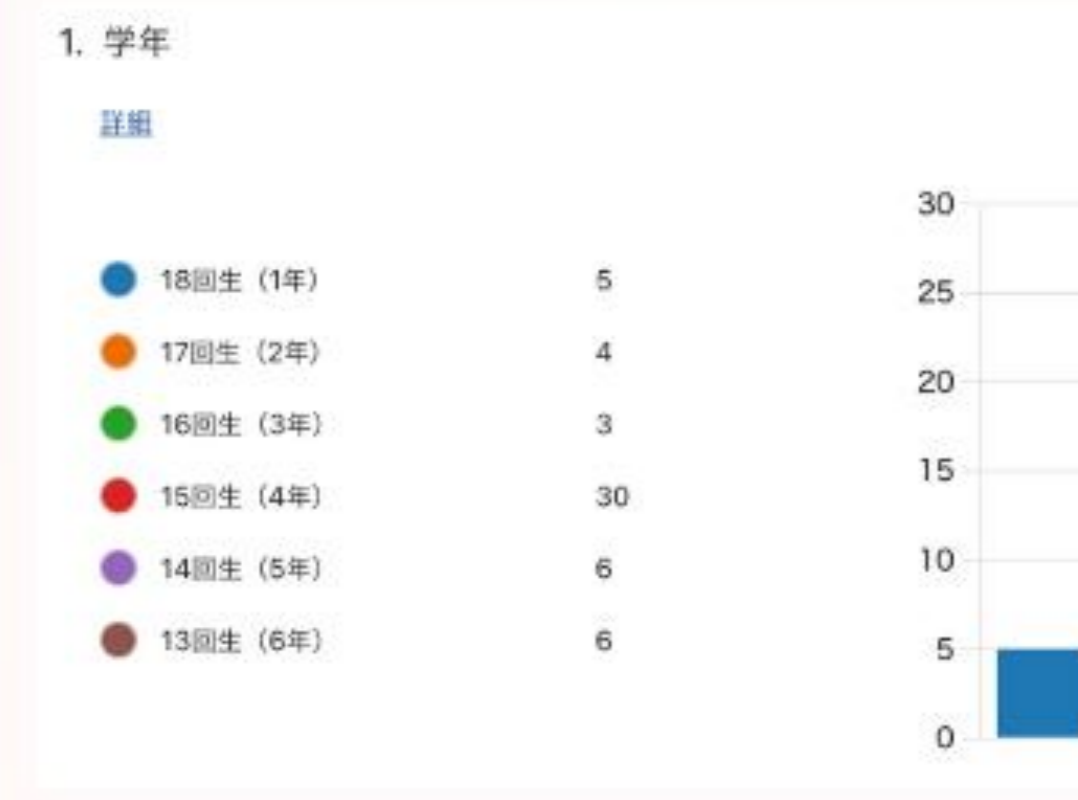 1. 学年
詳細
18回生（1年） 5
17回生（2年） 4
16回生（3年） 3
15回生（4年） 30
14回生（5年） 6
13回生（6年） 6
30
25
20
15
10
5
0